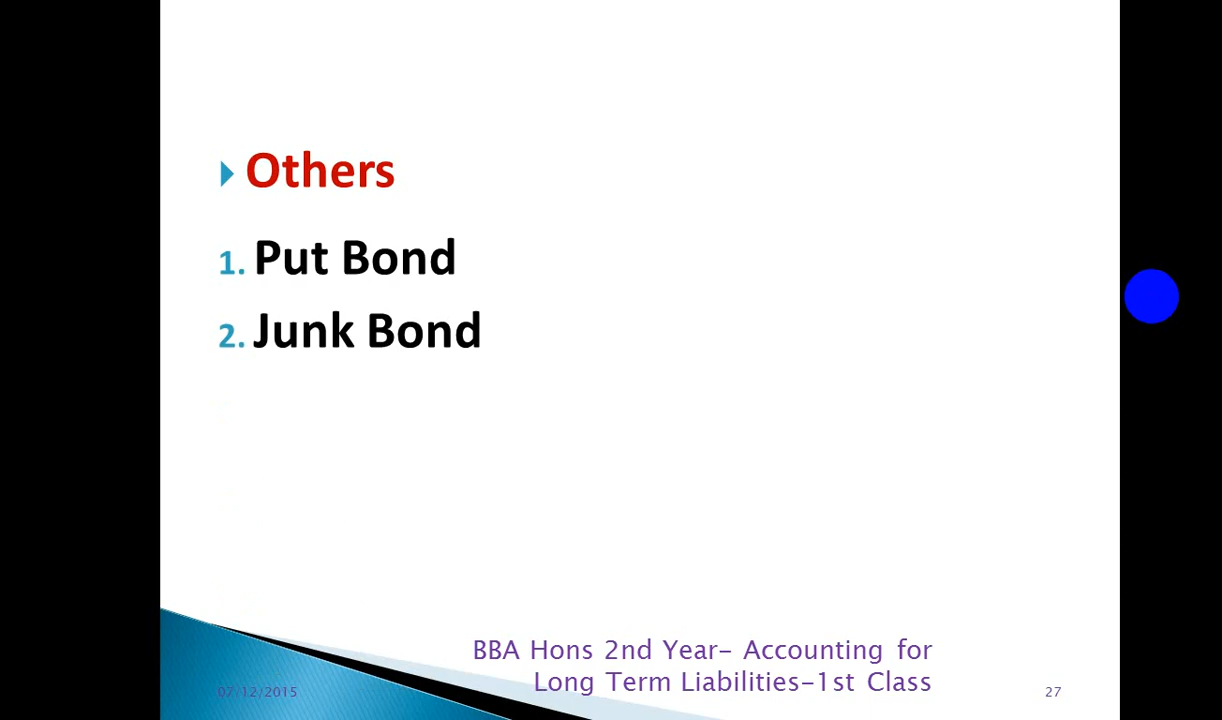 Others
1. Put Bond
2. Junk Bond
BBA Hons 2nd Year- Accounting for
Long Term Liabilities-1st Class
07/12/2015
27